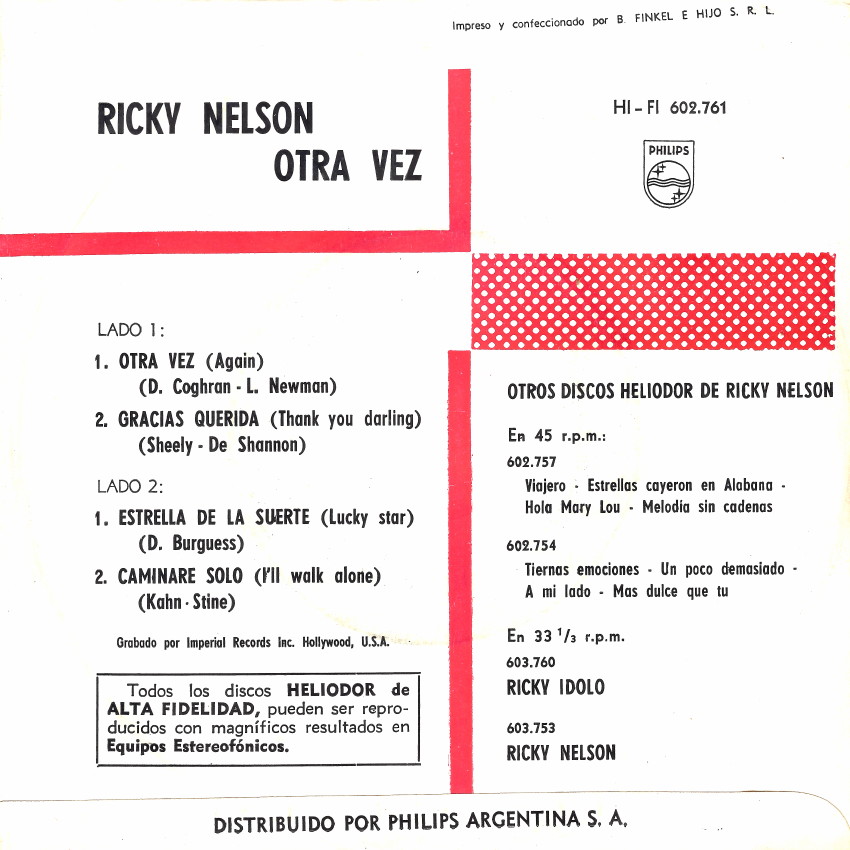 Impreso y confeccionado por B. FINKEL E HIJO S. R. L.
RICKY NELSON
OTRA VEZ
HI-FI 602.761
PHILIPS
LADO 1:
1. OTRA VEZ (Again)
(D. Coghran - L. Newman)
2. GRACIAS QUERIDA (Thank you darling)
(Sheely - De Shannon)
LADO 2:
1. ESTRELLA DE LA SUERTE (Lucky star)
(D. Burguess)
2. CAMINARE SOLO (I'll walk alone)
(Kahn - Stine)
Grabado por Imperial Records Inc. Hollywood, U.S.A.
Todos los discos HELIODOR de
ALTA FIDELIDAD, pueden ser repro-
ducidos con magníficos resultados en
Equipos Estereofónicos.
OTROS DISCOS HELIODOR DE RICKY NELSON
En 45 r.p.m.:
602.757
Viajero - Estrellas cayeron en Alabana -
Hola Mary Lou - Melodía sin cadenas
602.754
Tiernas emociones - Un poco demasiado -
A mi lado - Mas dulce que tu
En 33 1/3 r.p.m.
603.760
RICKY IDOLO
603.753
RICKY NELSON
DISTRIBUIDO POR PHILIPS ARGENTINA S. A.